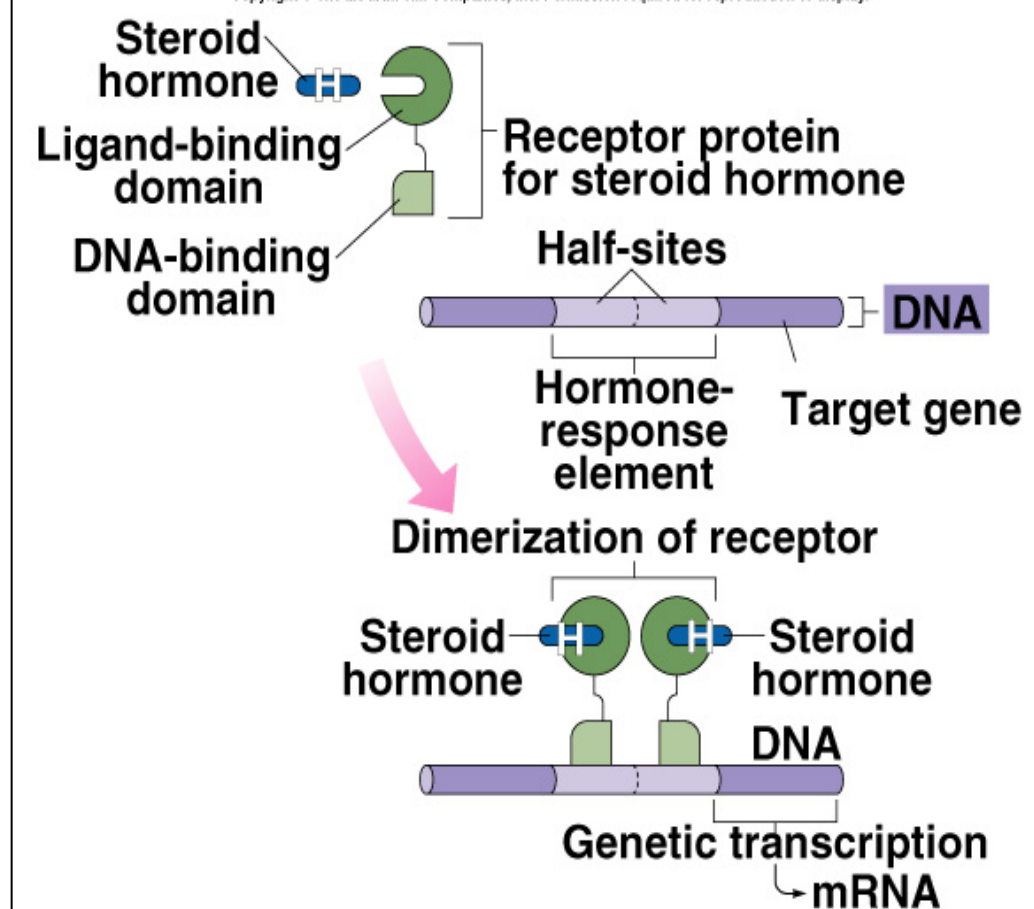 Steroid
hormone
H
Ligand-binding
domain
DNA-binding
domain
Receptor protein
for steroid hormone
Half-sites
DNA
Hormone-
response
element
Target gene
Dimerization of receptor
Steroid
hormone
H
H
Steroid
hormone
DNA
Genetic transcription
mRNA